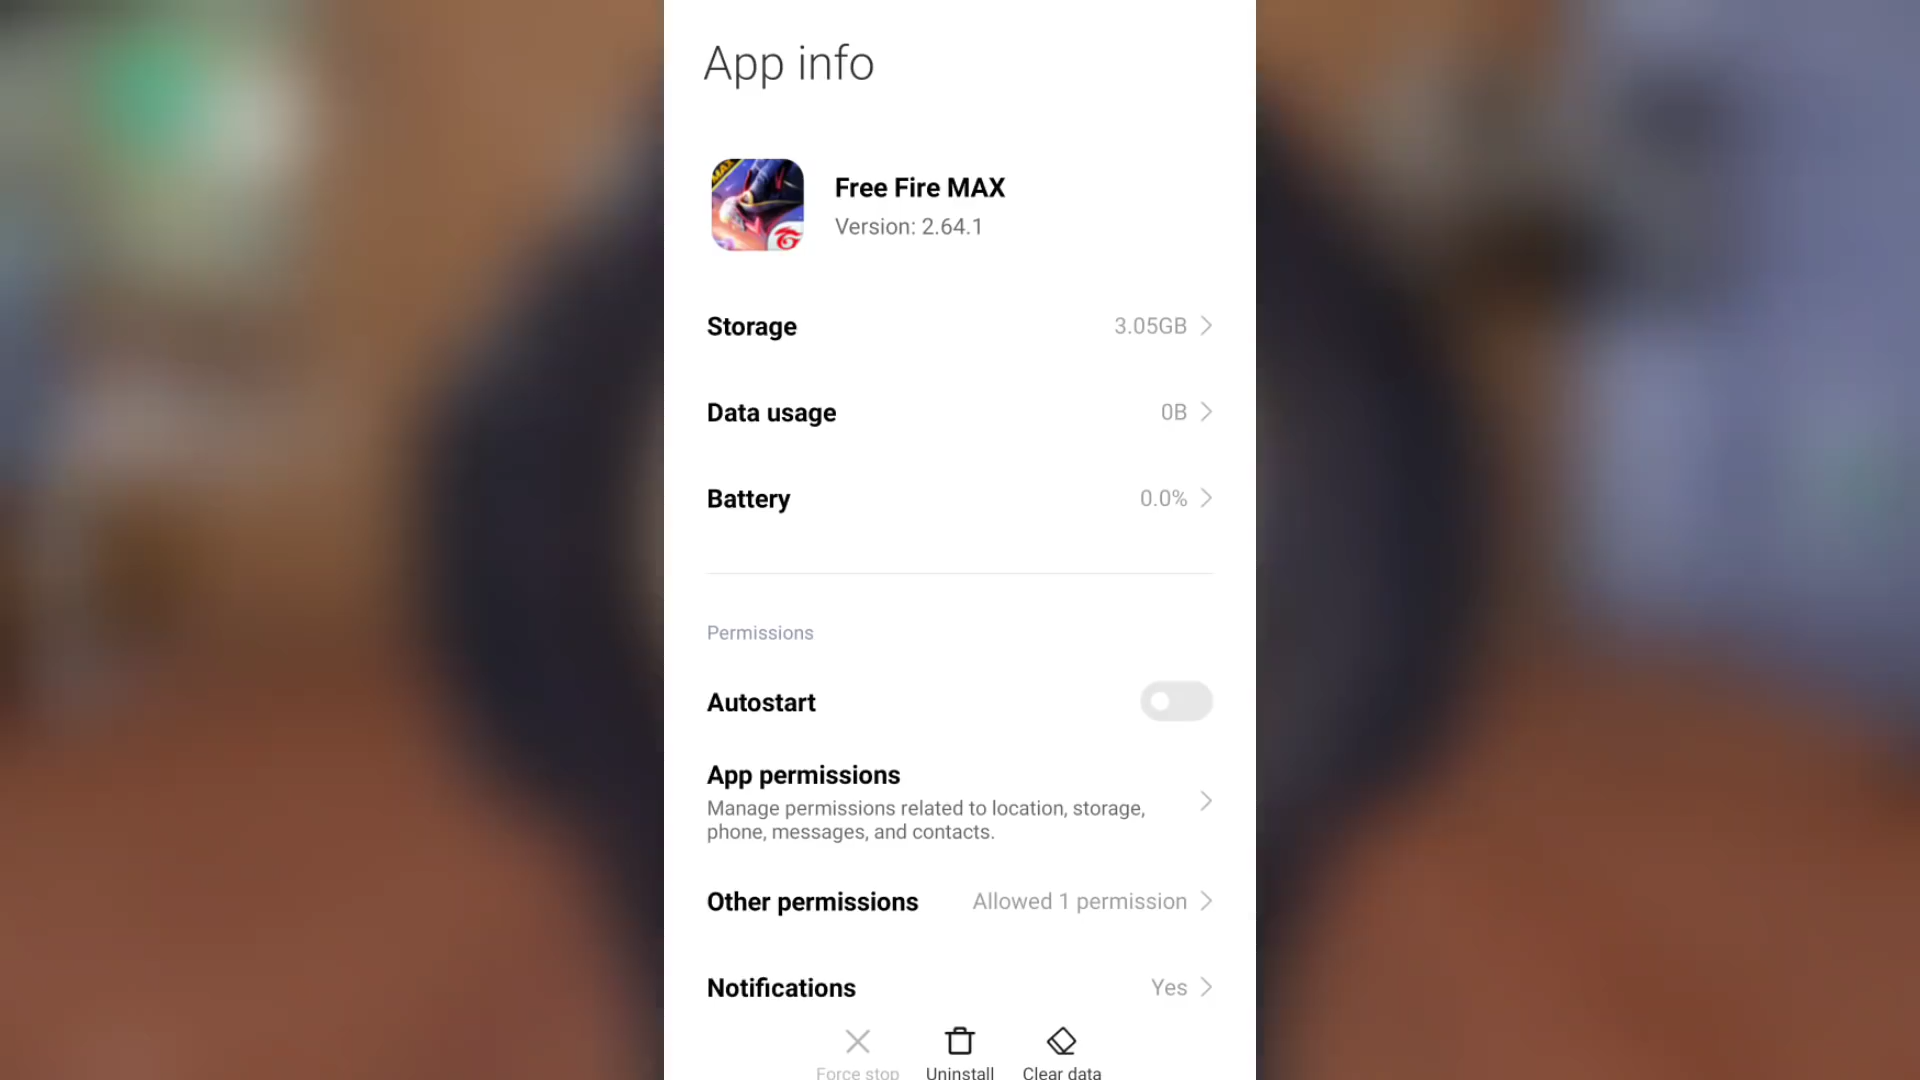 App info
MAX
Free Fire MAX
Version: 2.64.1
Storage 3.05GB
Data usage 0B
Battery 0.0%
Permissions
Autostart
App permissions
Manage permissions related to location, storage,
phone, messages, and contacts.
Other permissions Allowed 1 permission
Notifications Yes
Force stop Uninstall Clear data